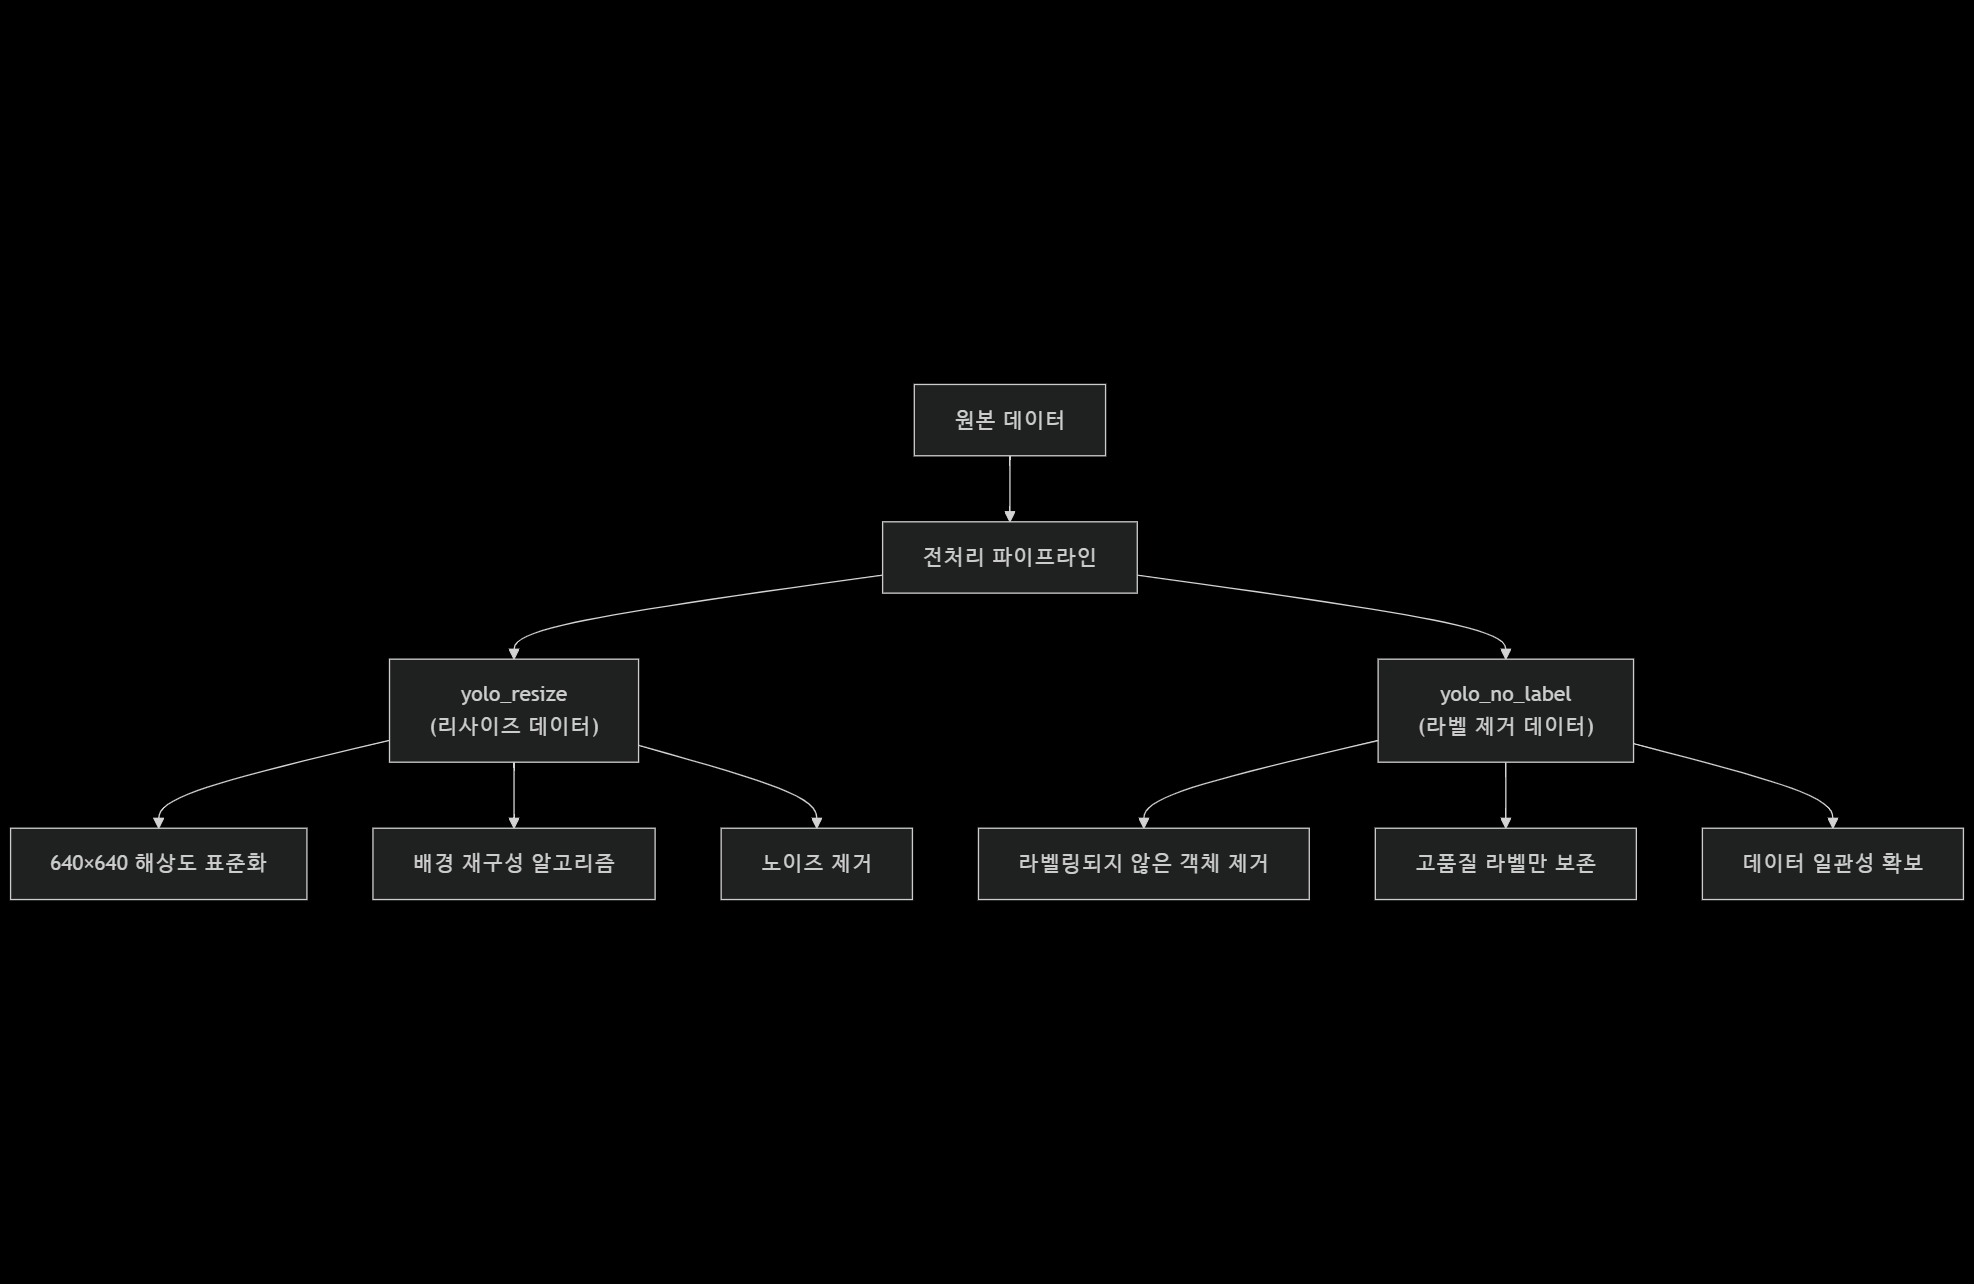 원본 데이터
전처리 파이프라인
yolo_resize
(리사이즈 데이터)
yolo_no_label
(라벨 제거 데이터)
640×640 해상도 표준화
배경 재구성 알고리즘
노이즈 제거
라벨링되지 않은 객체 제거
고품질 라벨만 보존
데이터 일관성 확보